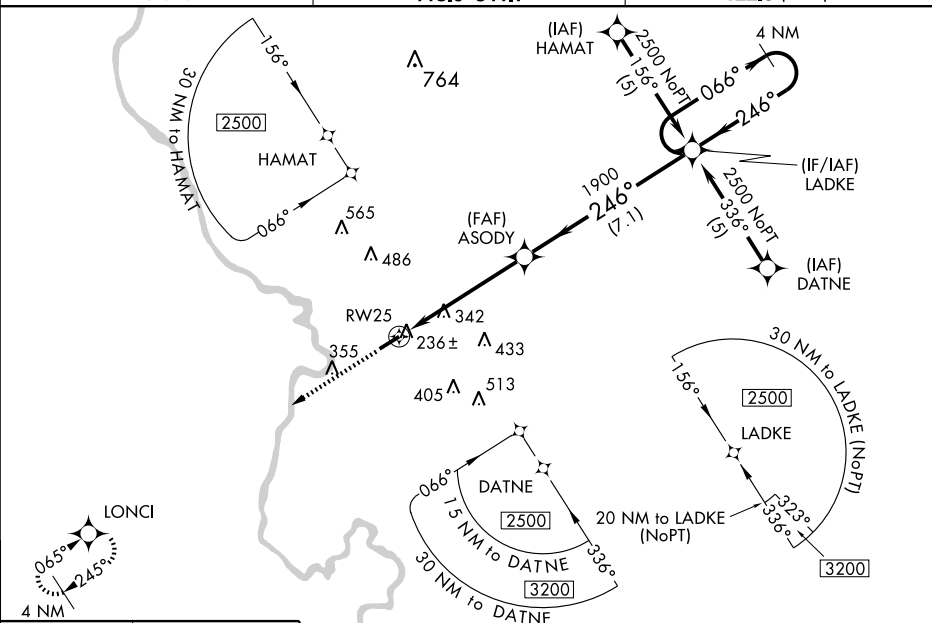 (IAF)
HAMAT
4 NM
2500 NoPT
156°
(5)
066°
246°
764
30 NM to HAMAT
156°
2500
HAMAT
066°
(IF/IAF)
LADKE
1900
246°
(7.1)
2500 NoPT
336°
(5)
565
486
(FAF)
ASODY
(IAF)
DATNE
RW25
342
236±
433
355
405
513
30 NM to LADKE (NoPT)
156°
2500
LADKE
20 NM to LADKE
(NoPT)
323°
336°
3200
066°
DATNE
2500
15 NM to DATNE
336°
3200
30 NM to DATNE
LONCI
065°
245°
4 NM